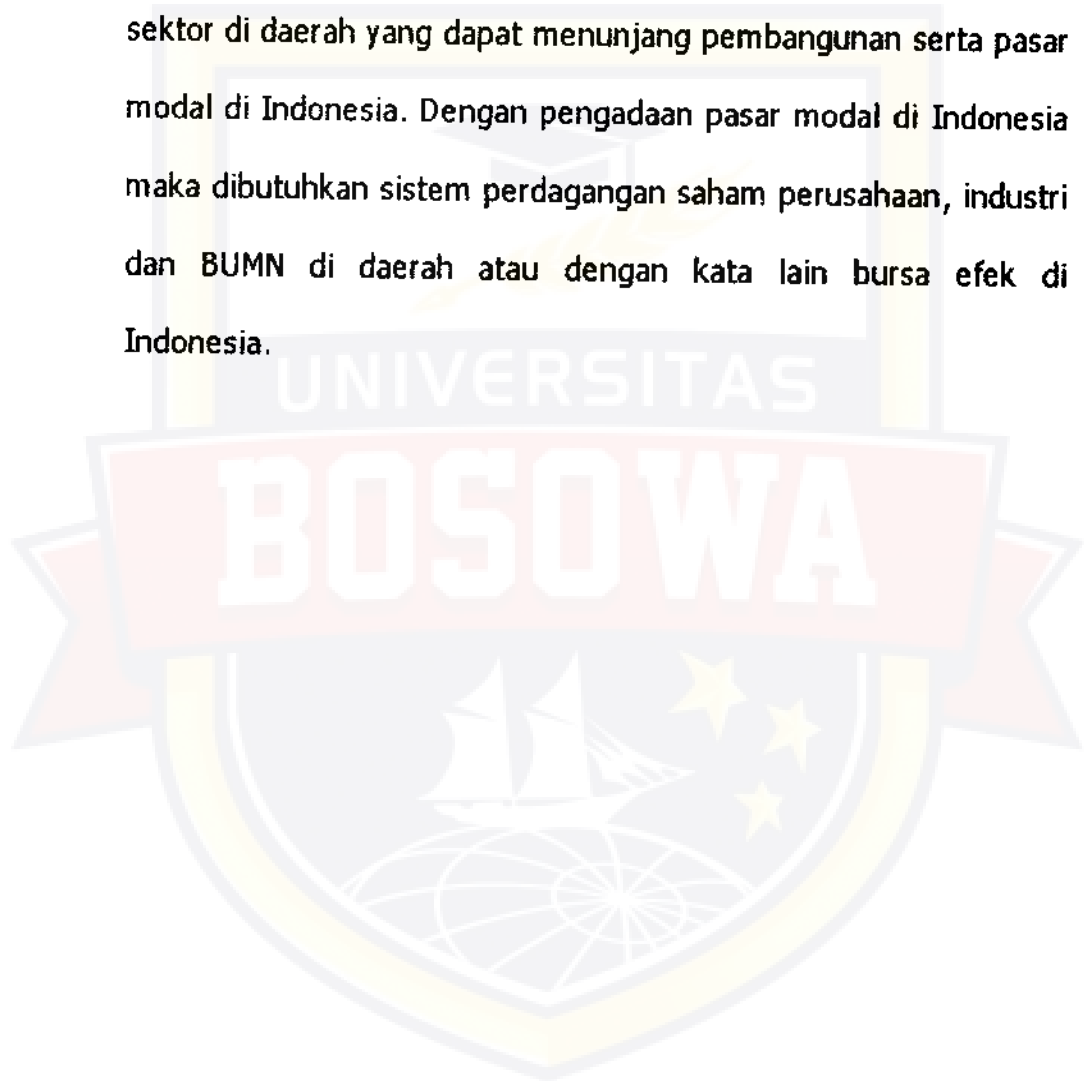 sektor di daerah yang dapat menunjang pembangunan serta pasar
modal di Indonesia. Dengan pengadaan pasar modal di Indonesia
maka dibutuhkan sistem perdagangan saham perusahaan, industri
dan BUMN di daerah atau dengan kata lain bursa efek di
Indonesia.
UNIVERSITAS
BOSOWA